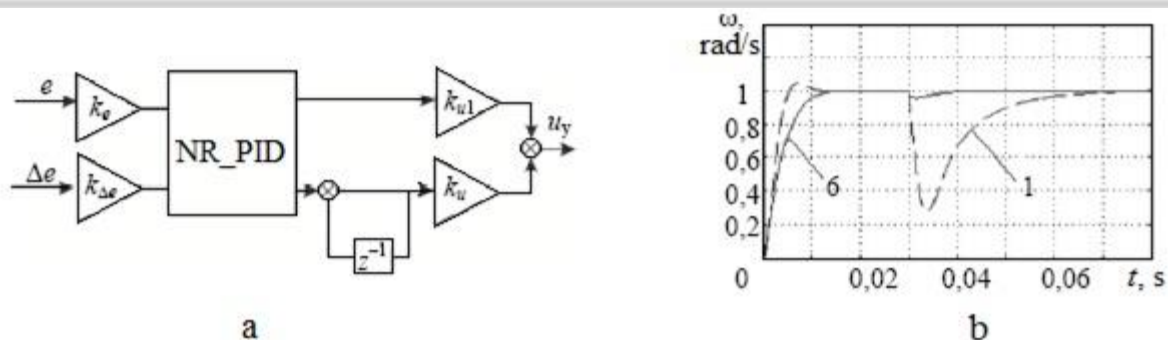 e
kₑ
Δe
k_Δe
NR_PID
z⁻¹
k_u1
k_u
u_y
a
ω,
rad/s
1
0,8
0,6
0,4
0,2
0
0,02
0,04
0,06
t, s
6
1
b